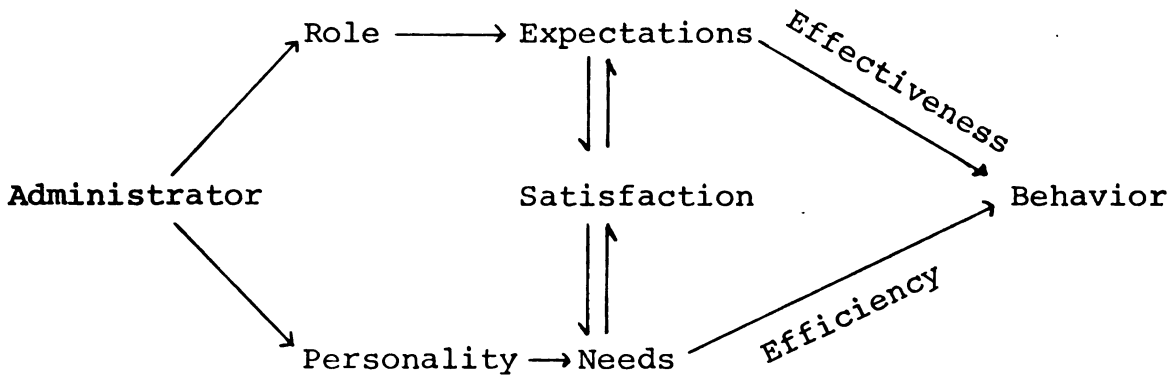 Role Expectations Effectiveness
Administrator Satisfaction Behavior
Personality Needs Efficiency